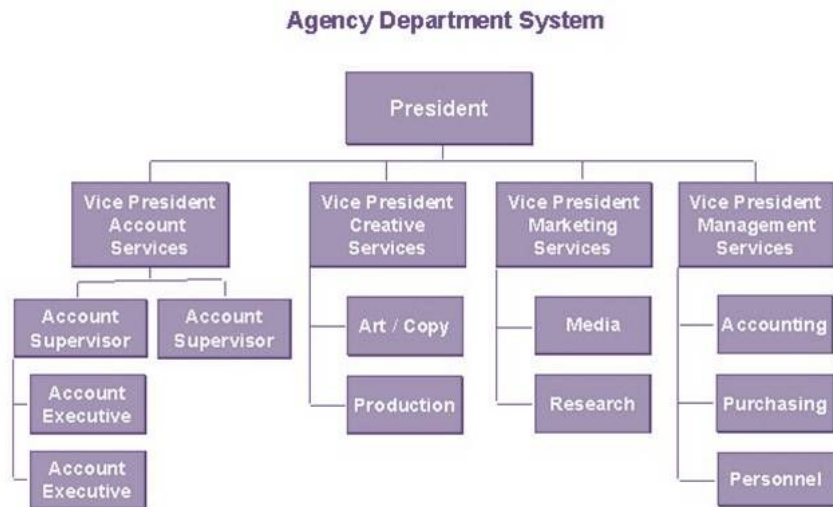 Agency Department System
President
Vice President
Account
Services
Vice President
Creative
Services
Vice President
Marketing
Services
Vice President
Management
Services
Account
Supervisor
Account
Supervisor
Art / Copy
Media
Accounting
Account
Executive
Production
Research
Purchasing
Account
Executive
Personnel